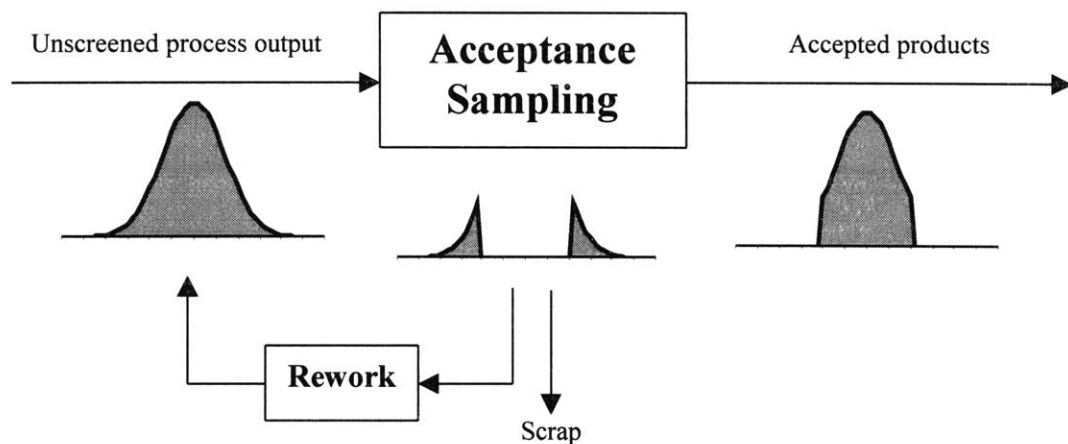 Unscreened process output
Acceptance
Sampling
Accepted products
Rework
Scrap